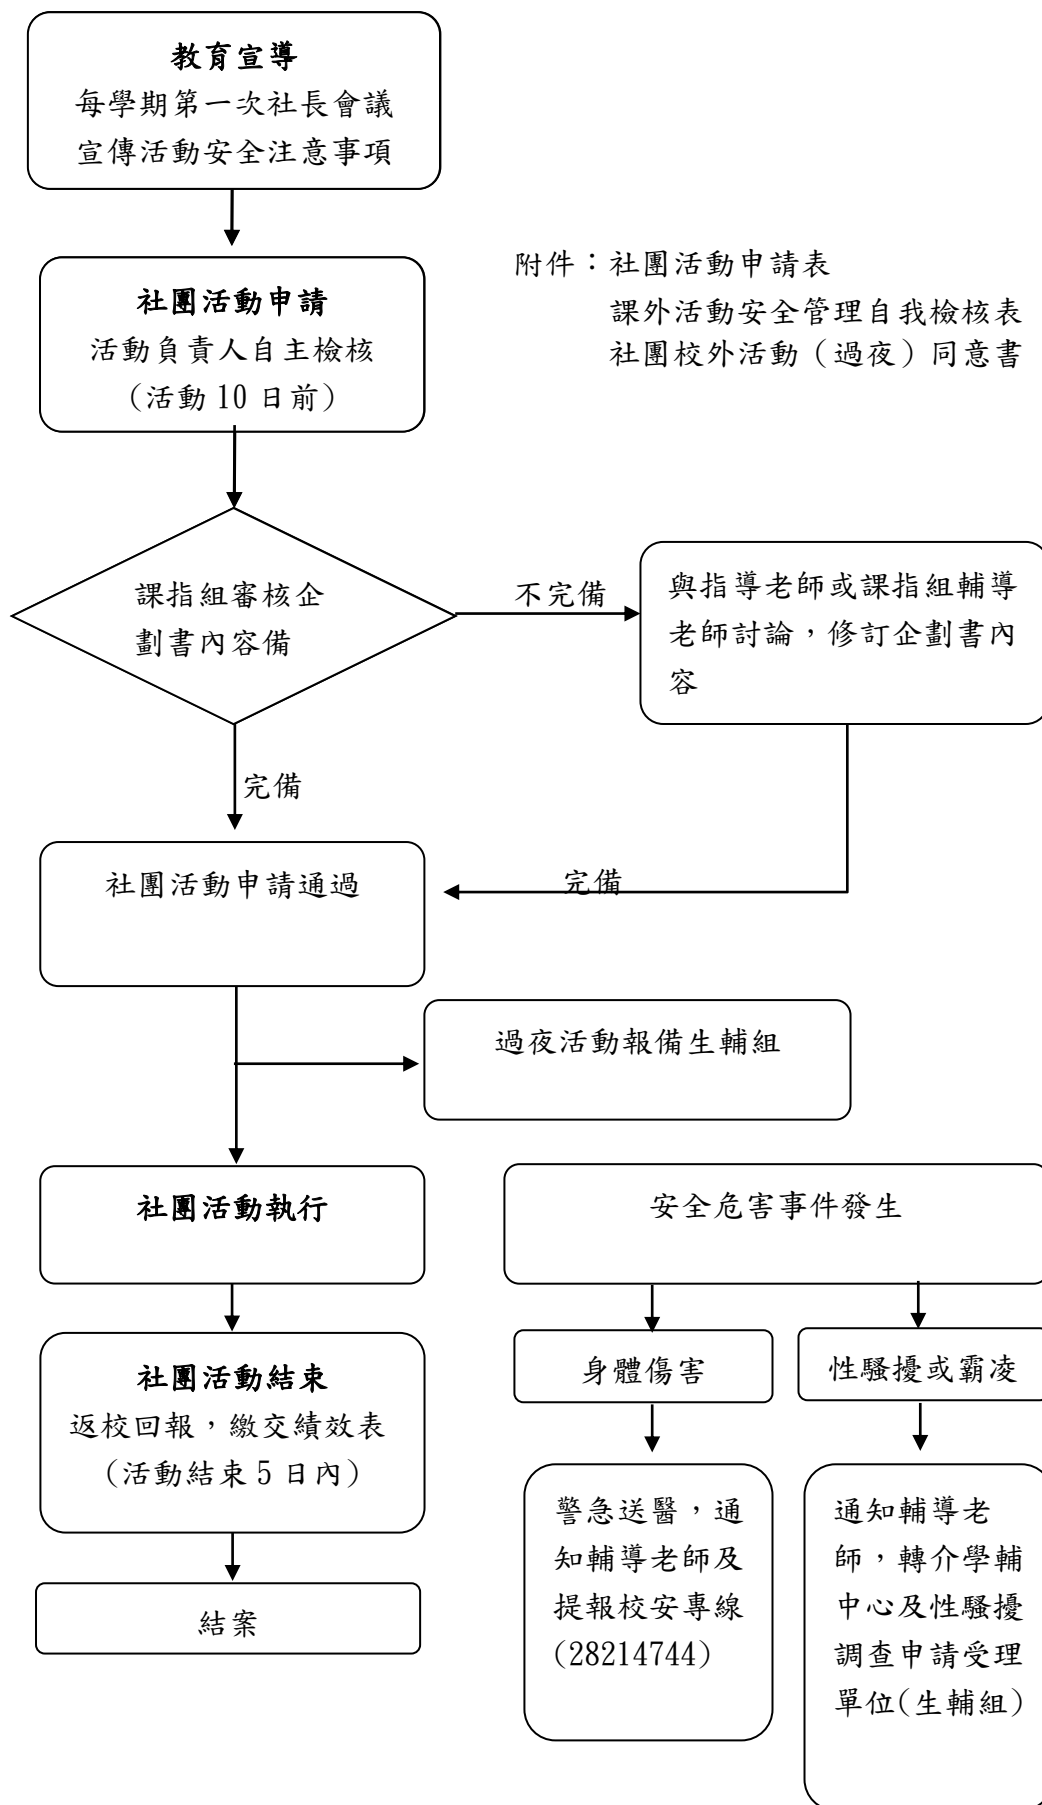 教育宣導
每學期第一次社長會議
宣傳活動安全注意事項
社團活動申請
活動負責人自主檢核
（活動 10 日前）
附件：社團活動申請表
課外活動安全管理自我檢核表
社團校外活動（過夜）同意書
課指組審核企
劃書內容備
不完備
與指導老師或課指組輔導
老師討論，修訂企劃書內
容
完備
社團活動申請通過
完備
過夜活動報備生輔組
社團活動執行
安全危害事件發生
社團活動結束
返校回報，繳交績效表
（活動結束 5 日內）
身體傷害
性騷擾或霸凌
結案
警急送醫，通
知輔導老師及
提報校安專線
(28214744)
通知輔導老
師，轉介學輔
中心及性騷擾
調查申請受理
單位(生輔組)